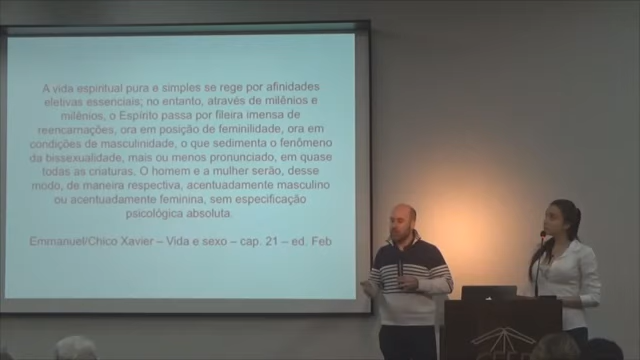 A vida espiritual pura e simples se rege por afinidades
eletivas essenciais; no entanto, através de milênios e
milênios, o Espírito passa por fileira imensa de
reencarnações, ora em posição de feminilidade, ora em
condições de masculinidade, o que sedimenta o fenômeno
da bissexualidade, mais ou menos pronunciado, em quase
todas as criaturas. O homem e a mulher serão, desse
modo, de maneira respectiva, acentuadamente masculino
ou acentuadamente feminina, sem especificação
psicológica absoluta.
Emmanuel/Chico Xavier – Vida e sexo – cap. 21 – ed. Feb